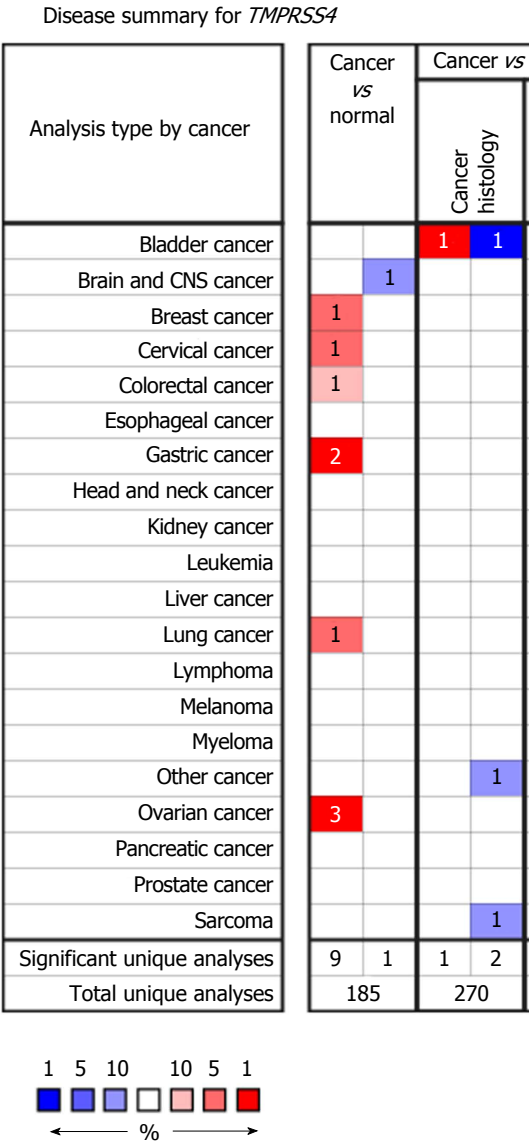 Disease summary for TMPRSS4
Analysis type by cancer
Cancer
vs
normal
Cancer vs
Cancer
histology
Bladder cancer 1 1
Brain and CNS cancer 1
Breast cancer 1
Cervical cancer 1
Colorectal cancer 1
Esophageal cancer
Gastric cancer 2
Head and neck cancer
Kidney cancer
Leukemia
Liver cancer
Lung cancer 1
Lymphoma
Melanoma
Myeloma
Other cancer 1
Ovarian cancer 3
Pancreatic cancer
Prostate cancer
Sarcoma 1
Significant unique analyses 9 1 1 2
Total unique analyses 185 270
1 5 10 10 5 1
%